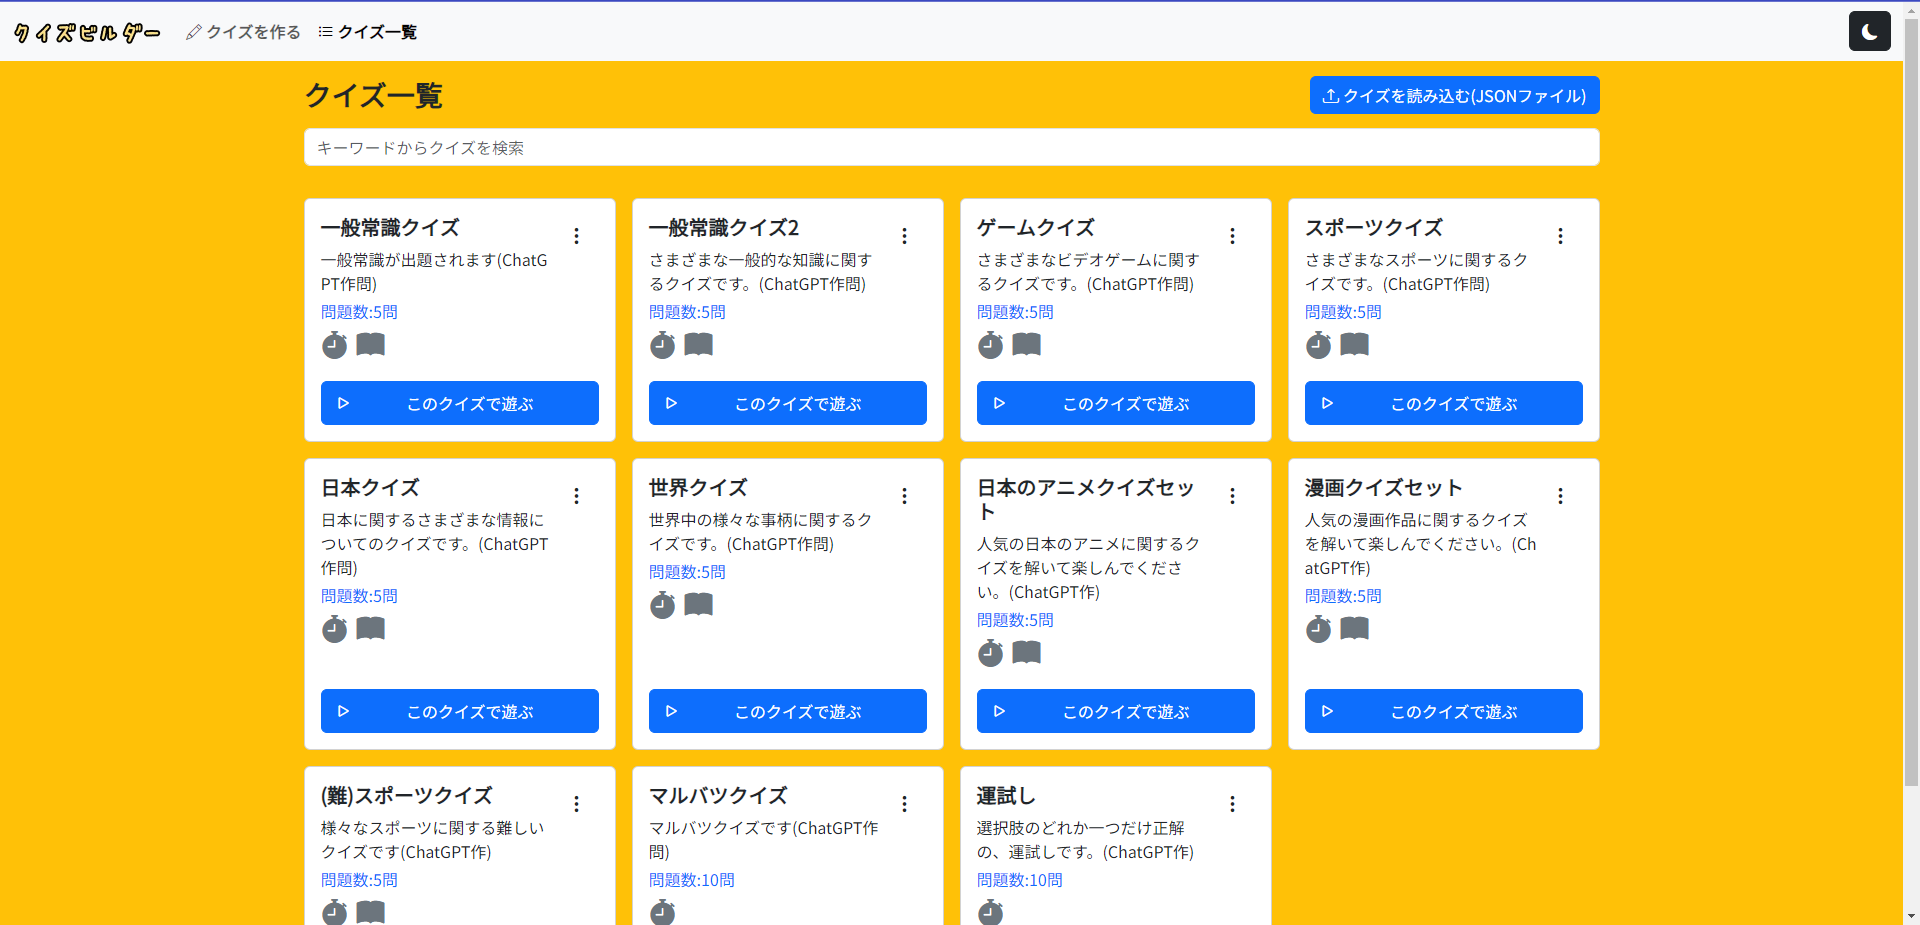 クイズビルダー
クイズを作る
クイズ一覧
クイズ一覧
クイズを読み込む(JSONファイル)
キーワードからクイズを検索
一般常識クイズ
一般常識が出題されます(ChatG
PT作問)
問題数:5問
このクイズで遊ぶ
一般常識クイズ2
さまざまな一般的な知識に関す
るクイズです。(ChatGPT作問)
問題数:5問
このクイズで遊ぶ
ゲームクイズ
さまざまなビデオゲームに関す
るクイズです。(ChatGPT作問)
問題数:5問
このクイズで遊ぶ
スポーツクイズ
さまざまなスポーツに関するク
イズです。(ChatGPT作問)
問題数:5問
このクイズで遊ぶ
日本クイズ
日本に関するさまざまな情報に
ついてのクイズです。(ChatGPT
作問)
問題数:5問
このクイズで遊ぶ
世界クイズ
世界中の様々な事柄に関するク
イズです。(ChatGPT作問)
問題数:5問
このクイズで遊ぶ
日本のアニメクイズセッ
ト
人気の日本のアニメに関するク
イズを解いて楽しんでくださ
い。(ChatGPT作)
問題数:5問
このクイズで遊ぶ
漫画クイズセット
人気の漫画作品に関するクイズ
を解いて楽しんでください。(Ch
atGPT作)
問題数:5問
このクイズで遊ぶ
(難)スポーツクイズ
様々なスポーツに関する難しい
クイズです(ChatGPT作)
問題数:5問
マルバツクイズ
マルバツクイズです(ChatGPT作
問)
問題数:10問
運試し
選択肢のどれか一つだけ正解
の、運試しです。(ChatGPT作)
問題数:10問